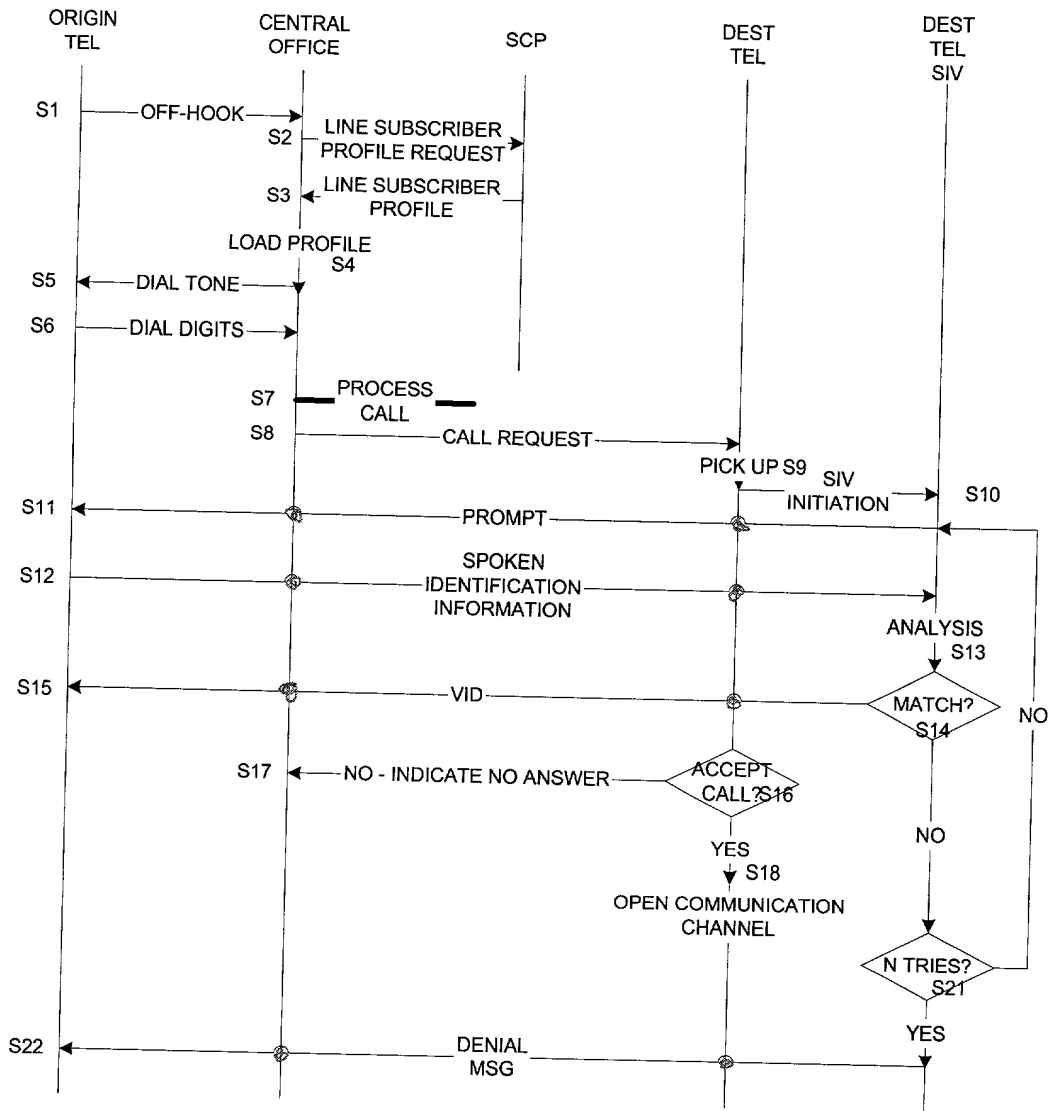 ORIGIN
TEL
CENTRAL
OFFICE
SCP
DEST
TEL
DEST
TEL
SIV
S1
OFF-HOOK
S2
LINE SUBSCRIBER
PROFILE REQUEST
S3
LINE SUBSCRIBER
PROFILE
LOAD PROFILE
S4
S5
DIAL TONE
S6
DIAL DIGITS
S7
PROCESS
CALL
S8
CALL REQUEST
PICK UP S9
SIV
INITIATION
S10
S11
PROMPT
S12
SPOKEN
IDENTIFICATION
INFORMATION
ANALYSIS
S13
S15
VID
MATCH?
S14
NO
S17
NO - INDICATE NO ANSWER
ACCEPT
CALL?S16
NO
YES
S18
OPEN COMMUNICATION
CHANNEL
N TRIES?
S21
YES
S22
DENIAL
MSG